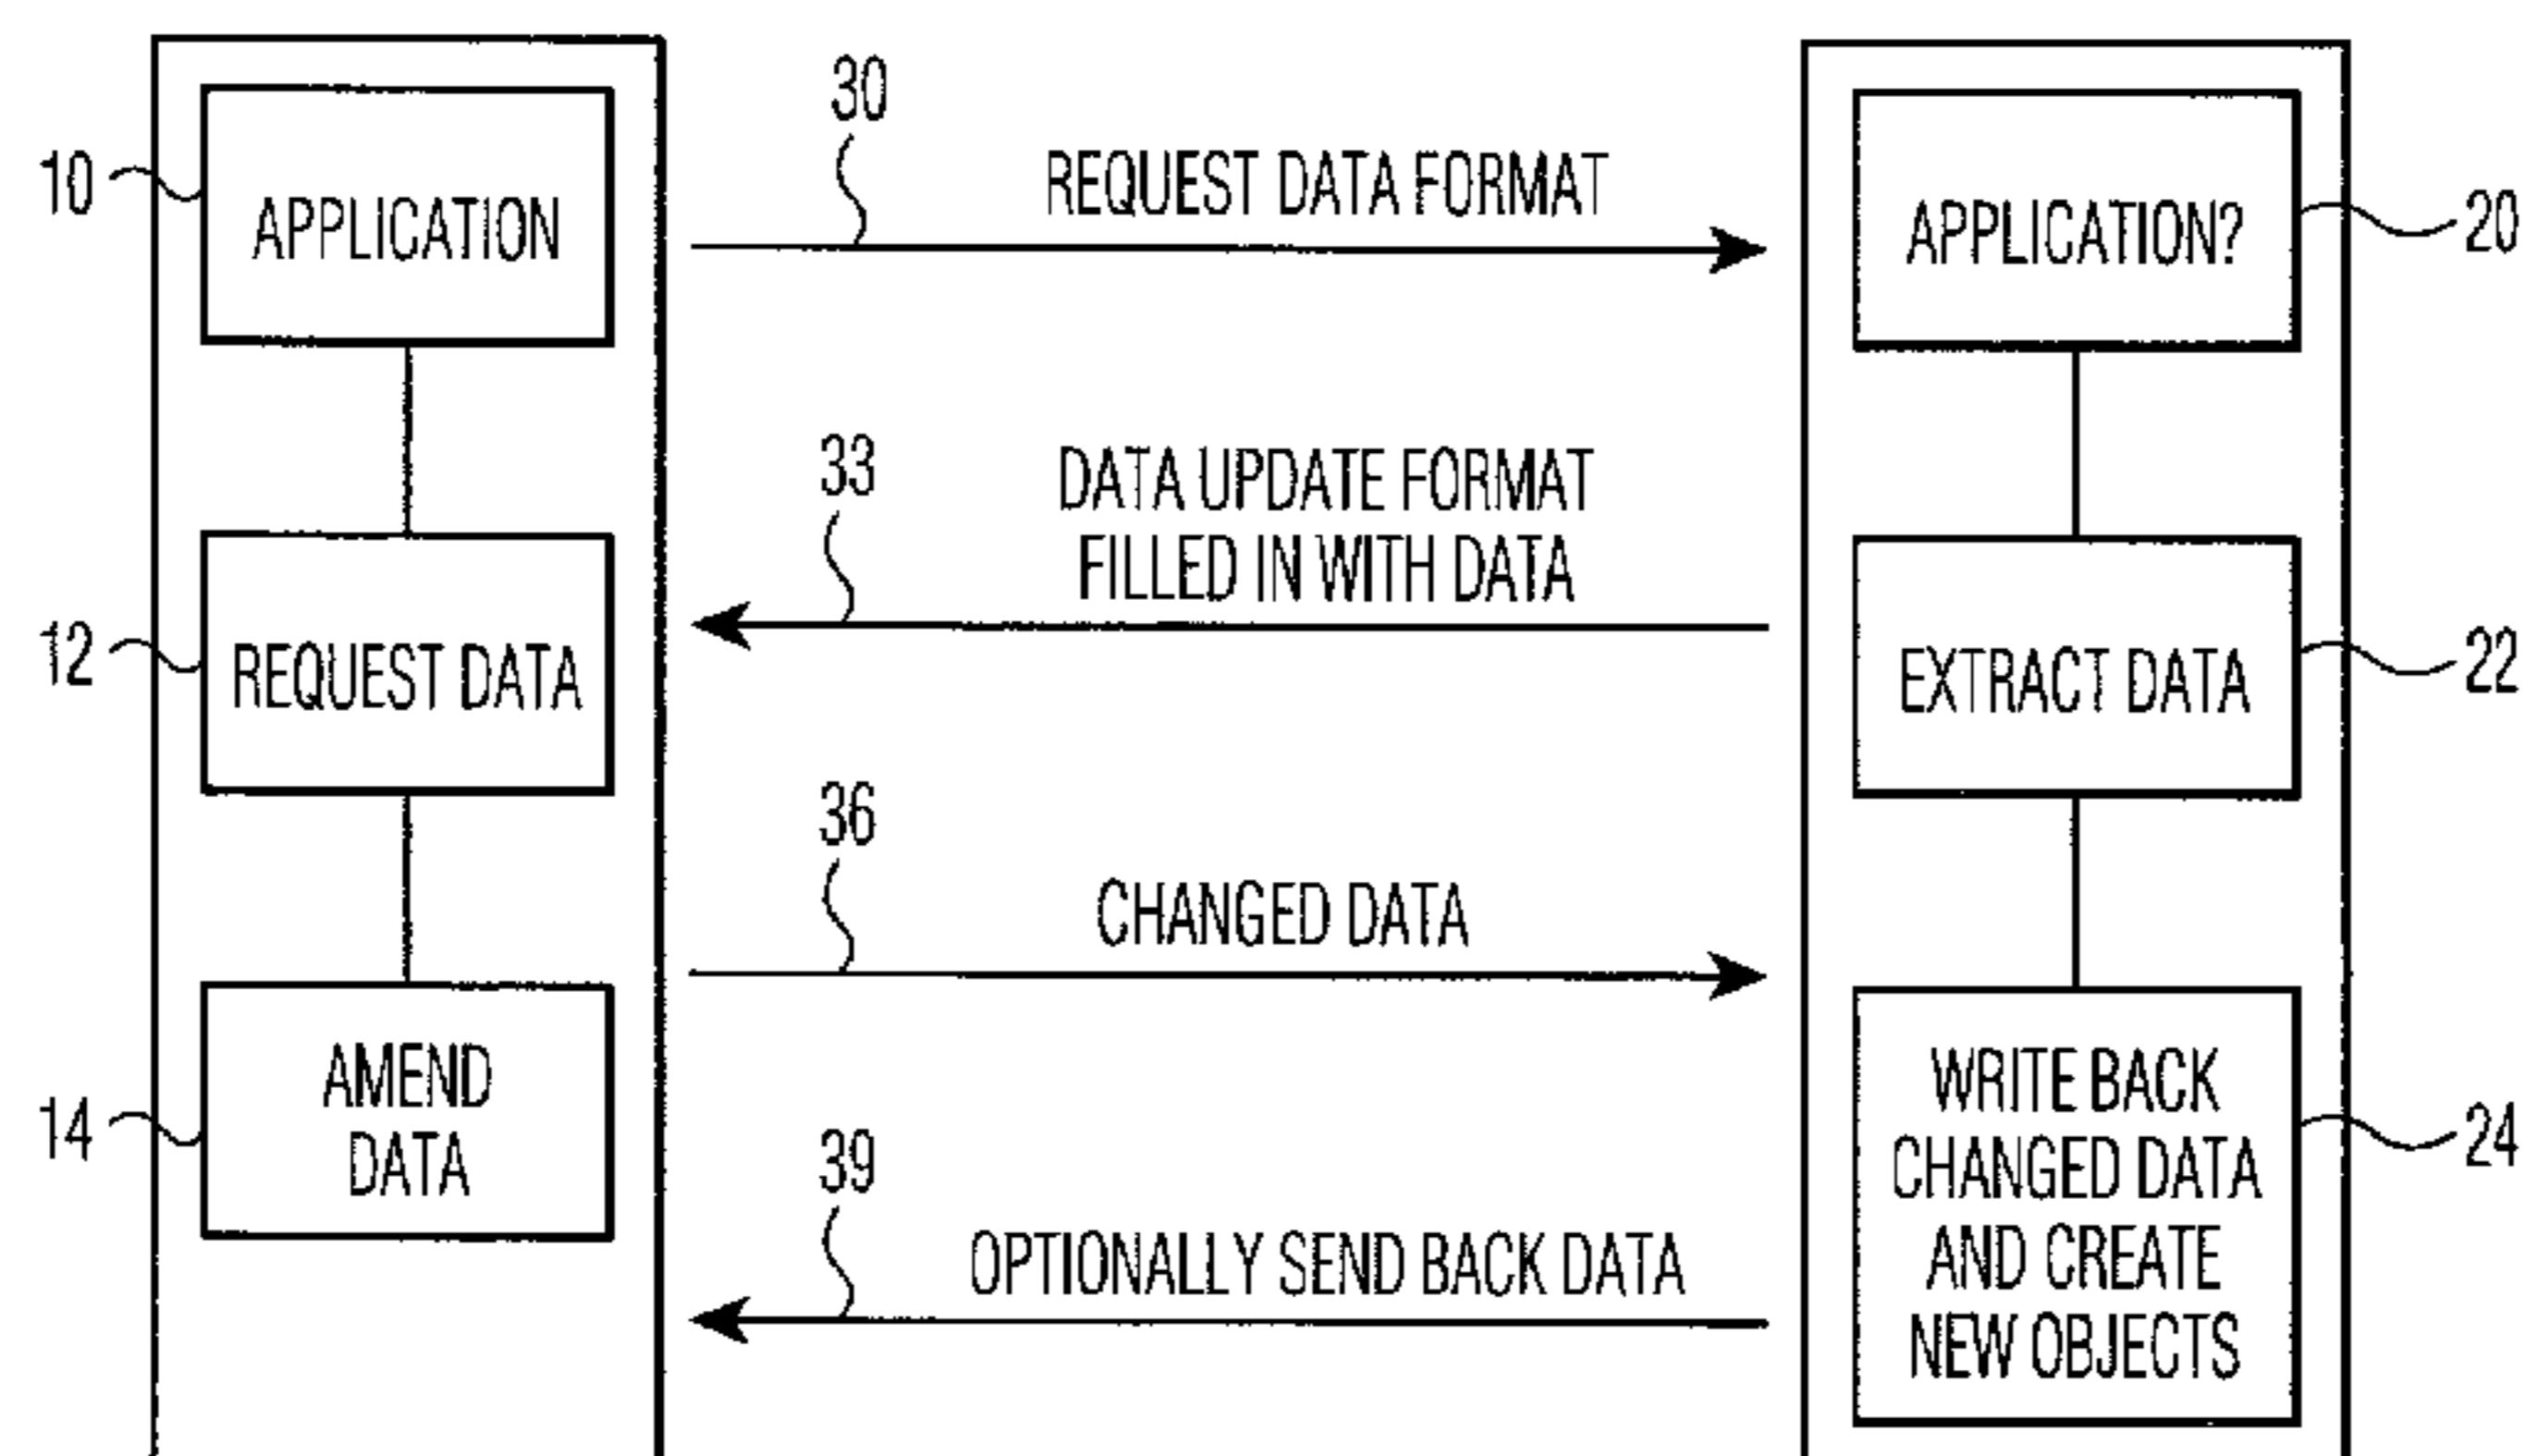 30
REQUEST DATA FORMAT
10
APPLICATION
APPLICATION?
20
33
DATA UPDATE FORMAT
FILLED IN WITH DATA
12
REQUEST DATA
EXTRACT DATA
22
36
CHANGED DATA
14
AMEND
DATA
WRITE BACK
CHANGED DATA
AND CREATE
NEW OBJECTS
24
39
OPTIONALLY SEND BACK DATA